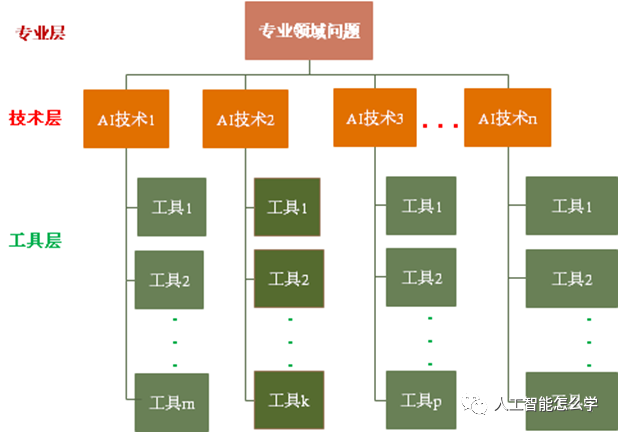 专业层
专业领域问题
技术层
AI技术1
AI技术2
AI技术3
AI技术n
工具层
工具1
工具1
工具1
工具1
工具2
工具2
工具2
工具2
工具m
工具k
工具p
人工智能怎么学